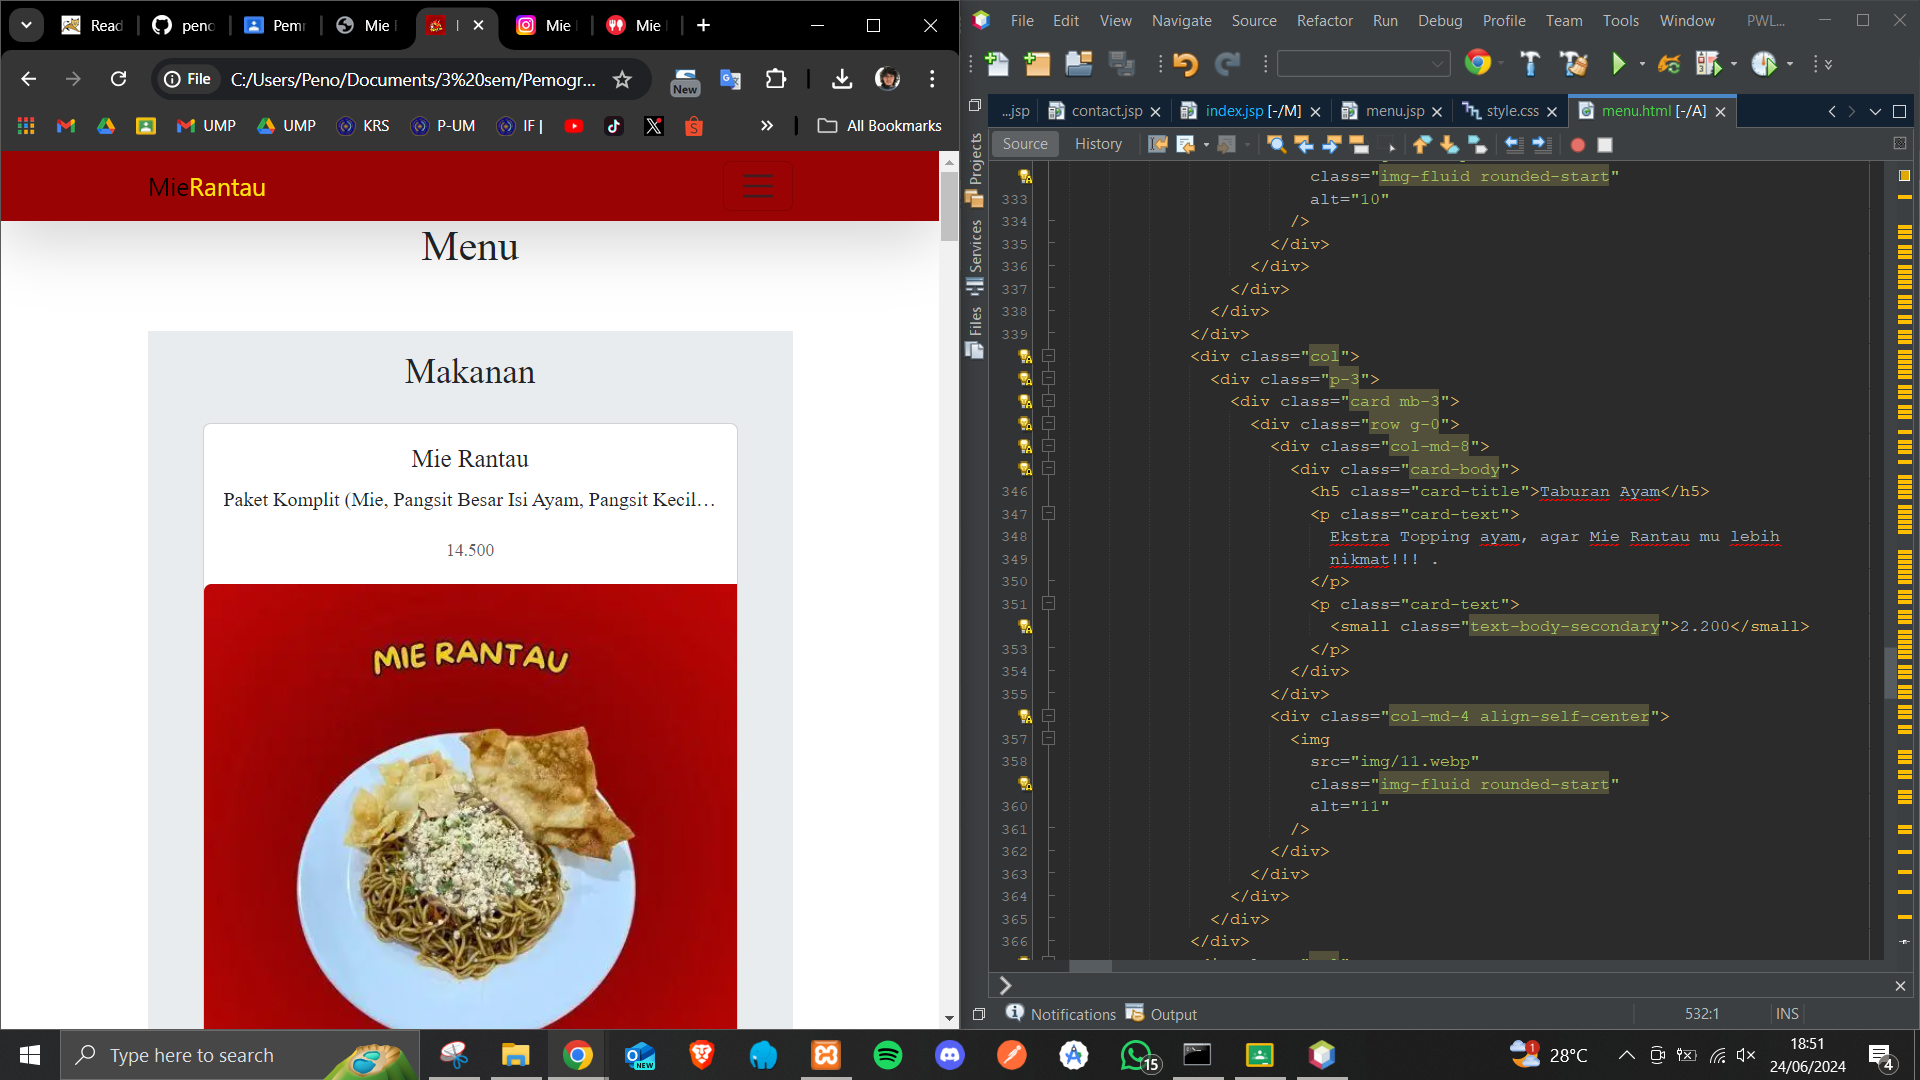 Read
penc
Pemr
Mie
Mie
Mie
File
C:/Users/Peno/Documents/3%20sem/Pemogr...
New
UMP
UMP
KRS
P-UM
IF |
All Bookmarks
MieRantau
Menu
Makanan
Mie Rantau
Paket Komplit (Mie, Pangsit Besar Isi Ayam, Pangsit Kecil…
14.500
MIE RANTAU
File Edit View Navigate Source Refactor Run Debug Profile Team Tools Window PWL...
...jsp contact.jsp index.jsp [-/M] menu.jsp style.css menu.html [-/A]
Source History
Projects
Services
Files
class="img-fluid rounded-start"
333 alt="10"
334 />
335 </div>
336 </div>
337 </div>
338 </div>
339 </div>
<div class="col">
<div class="p-3">
<div class="card mb-3">
<div class="row g-0">
<div class="col-md-8">
<div class="card-body">
346 <h5 class="card-title">Taburan Ayam</h5>
347 <p class="card-text">
348 Ekstra Topping ayam, agar Mie Rantau mu lebih
349 nikmat!!! .
350 </p>
351 <p class="card-text">
<small class="text-body-secondary">2.200</small>
353 </p>
354 </div>
355 </div>
<div class="col-md-4 align-self-center">
357 <img
358 src="img/11.webp"
class="img-fluid rounded-start"
360 alt="11"
361 />
362 </div>
363 </div>
364 </div>
365 </div>
366 </div>
Notifications Output
532:1 INS
Type here to search
NEW
15
1
28°C
18:51
24/06/2024
4